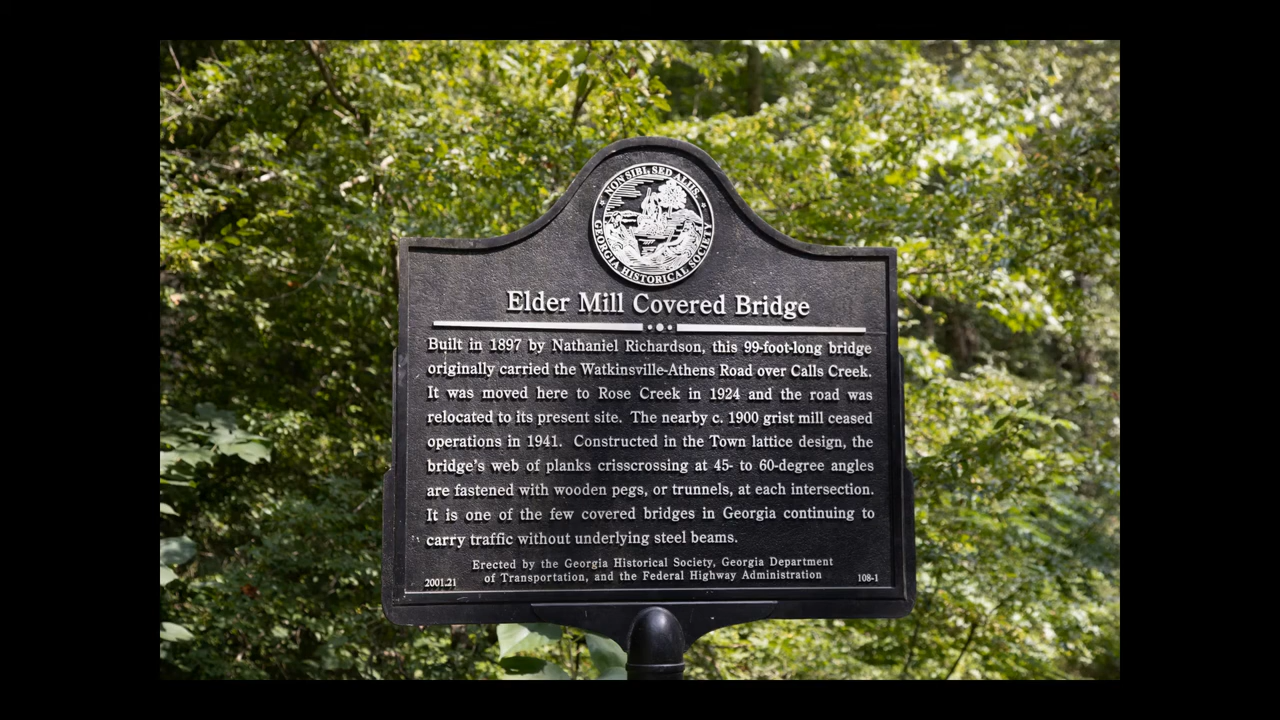 NON SIBI, SED ALIIS.
GEORGIA HISTORICAL SOCIETY
Elder Mill Covered Bridge
Built in 1897 by Nathaniel Richardson, this 99-foot-long bridge
originally carried the Watkinsville-Athens Road over Calls Creek.
It was moved here to Rose Creek in 1924 and the road was
relocated to its present site. The nearby c. 1900 grist mill ceased
operations in 1941. Constructed in the Town lattice design, the
bridge's web of planks crisscrossing at 45- to 60-degree angles
are fastened with wooden pegs, or trunnels, at each intersection.
It is one of the few covered bridges in Georgia continuing to
carry traffic without underlying steel beams.
Erected by the Georgia Historical Society, Georgia Department
of Transportation, and the Federal Highway Administration
2001.21 108-1